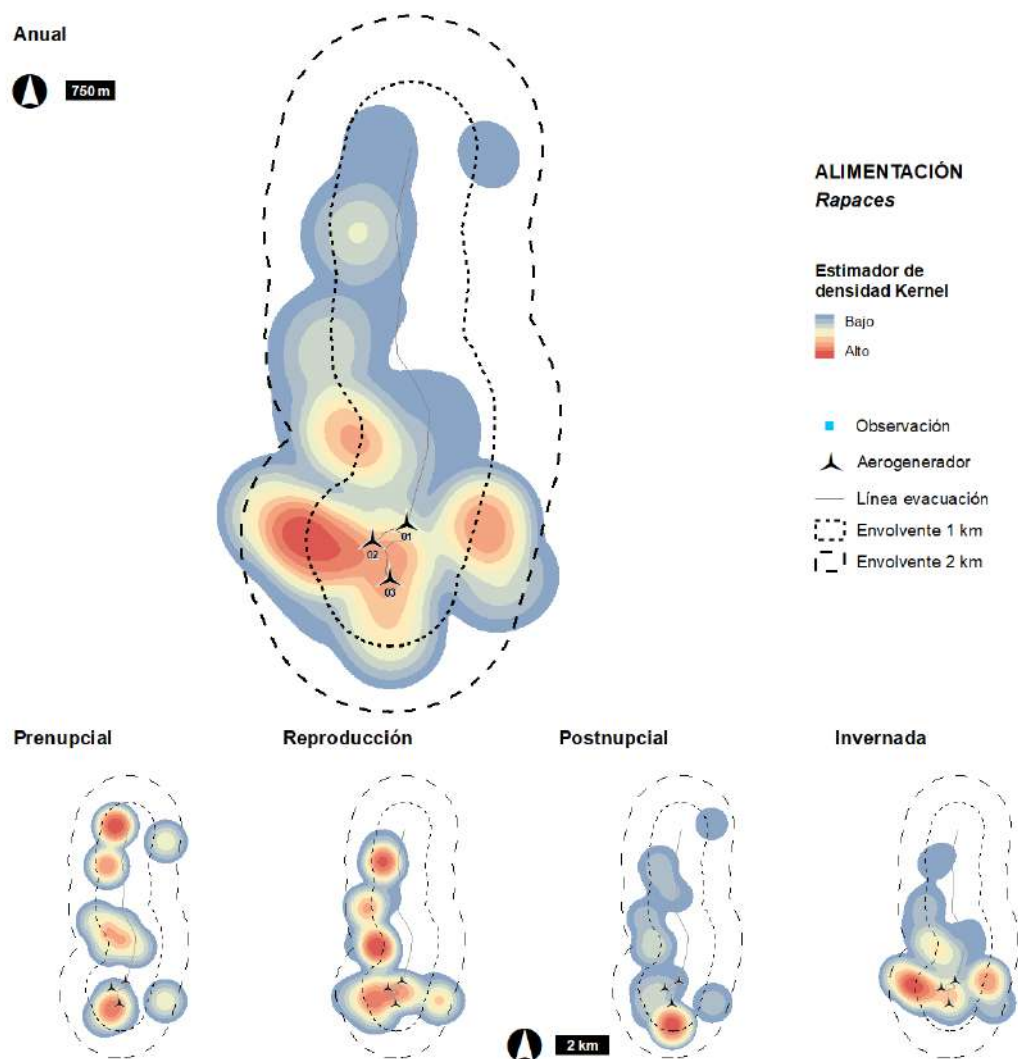 Anual
750 m
ALIMENTACIÓN
Rapaces
Estimador de
densidad Kernel
Bajo
Alto
Observación
Aerogenerador
Línea evacuación
Envolvente 1 km
Envolvente 2 km
01
02
03
Prenupcial
Reproducción
Postnupcial
Invernada
2 km